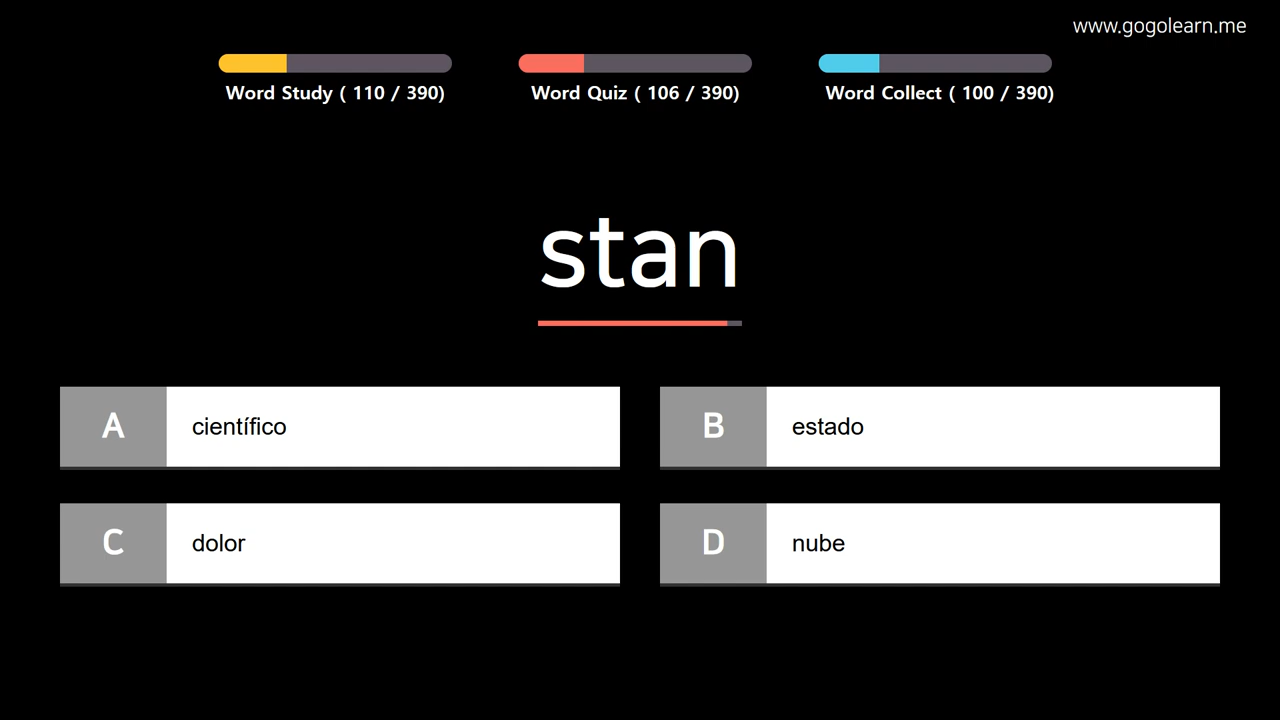 www.gogolearn.me
Word Study ( 110 / 390)
Word Quiz ( 106 / 390)
Word Collect ( 100 / 390)
stan
A científico
B estado
C dolor
D nube